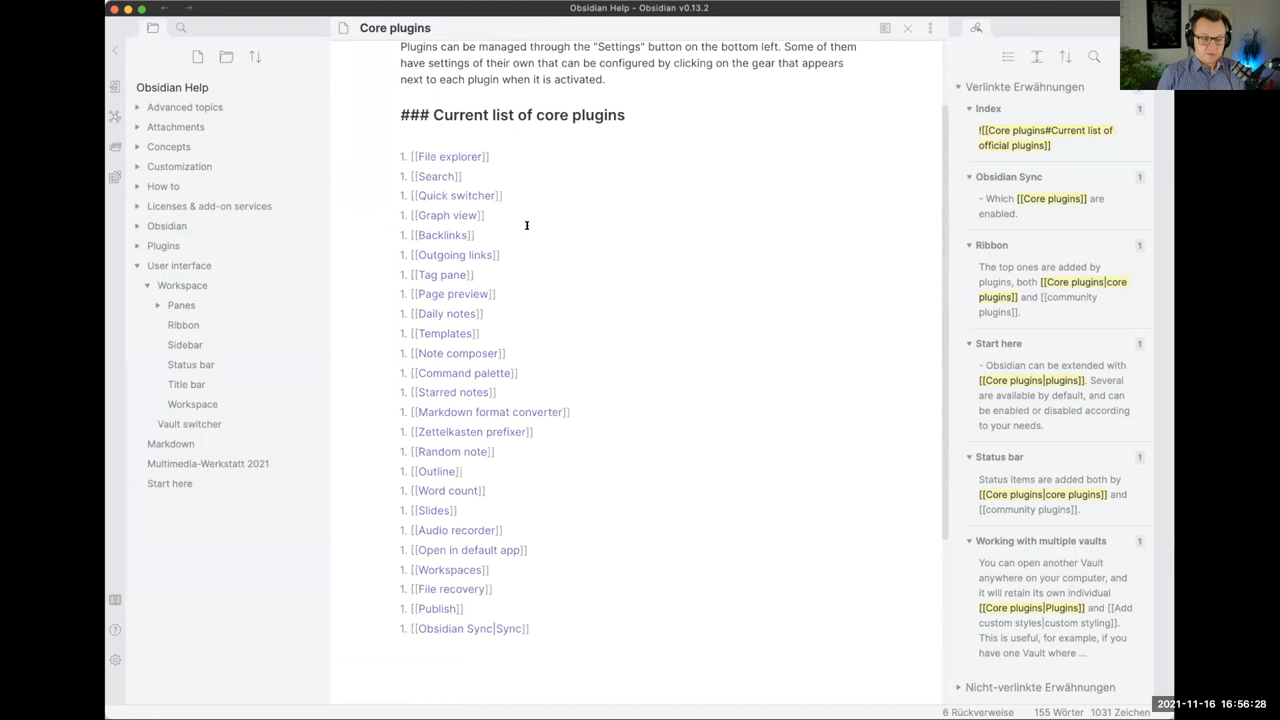 Obsidian Help - Obsidian v0.13.2
Core plugins
Plugins can be managed through the "Settings" button on the bottom left. Some of them
have settings of their own that can be configured by clicking on the gear that appears
next to each plugin when it is activated.
### Current list of core plugins
1. [[File explorer]]
1. [[Search]]
1. [[Quick switcher]]
1. [[Graph view]]
1. [[Backlinks]]
1. [[Outgoing links]]
1. [[Tag pane]]
1. [[Page preview]]
1. [[Daily notes]]
1. [[Templates]]
1. [[Note composer]]
1. [[Command palette]]
1. [[Starred notes]]
1. [[Markdown format converter]]
1. [[Zettelkasten prefixer]]
1. [[Random note]]
1. [[Outline]]
1. [[Word count]]
1. [[Slides]]
1. [[Audio recorder]]
1. [[Open in default app]]
1. [[Workspaces]]
1. [[File recovery]]
1. [[Publish]]
1. [[Obsidian Sync|Sync]]
Obsidian Help
Advanced topics
Attachments
Concepts
Customization
How to
Licenses & add-on services
Obsidian
Plugins
User interface
Workspace
Panes
Ribbon
Sidebar
Status bar
Title bar
Workspace
Vault switcher
Markdown
Multimedia-Werkstatt 2021
Start here
Verlinkte Erwähnungen
Index 1
![[Core plugins#Current list of
official plugins]]
Obsidian Sync 1
- Which [[Core plugins]] are
enabled.
Ribbon 1
The top ones are added by
plugins, both [[Core plugins|core
plugins]] and [[community
plugins]].
Start here 1
- Obsidian can be extended with
[[Core plugins|plugins]]. Several
are available by default, and can
be enabled or disabled according
to your needs.
Status bar 1
Status items are added both by
[[Core plugins|core plugins]] and
[[community plugins]].
Working with multiple vaults 1
You can open another Vault
anywhere on your computer, and
it will retain its own individual
[[Core plugins|Plugins]] and [[Add
custom styles|custom styling]].
This is useful, for example, if you
have one Vault where ...
Nicht-verlinkte Erwähnungen
2021-11-16 16:56:28
6 Rückverweise 155 Wörter 1031 Zeichen